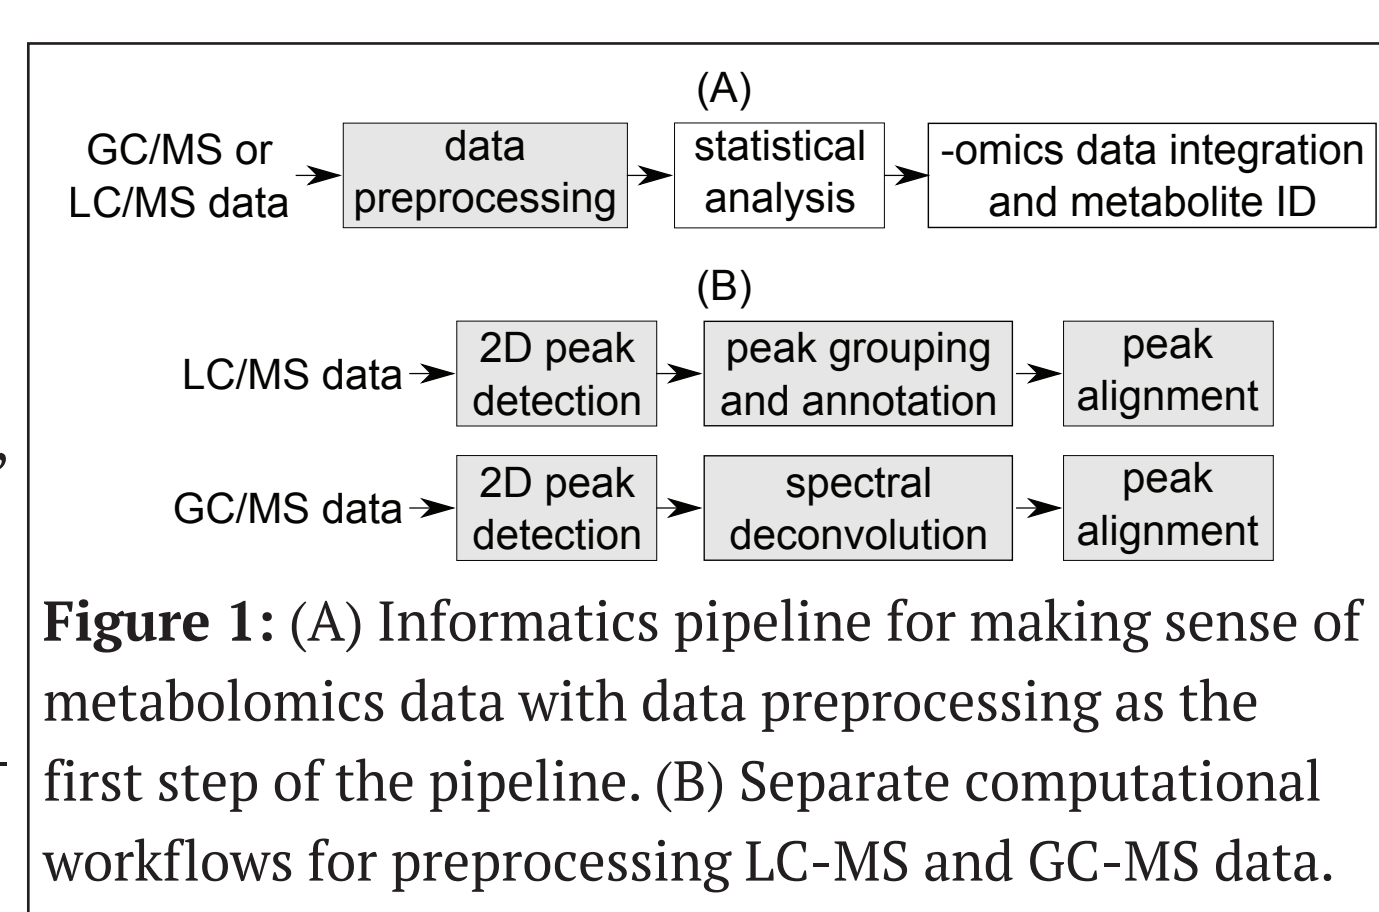 (A)
GC/MS or
LC/MS data
data
preprocessing
statistical
analysis
-omics data integration
and metabolite ID
(B)
LC/MS data
2D peak
detection
peak grouping
and annotation
peak
alignment
GC/MS data
2D peak
detection
spectral
deconvolution
peak
alignment
Figure 1: (A) Informatics pipeline for making sense of
metabolomics data with data preprocessing as the
first step of the pipeline. (B) Separate computational
workflows for preprocessing LC-MS and GC-MS data.